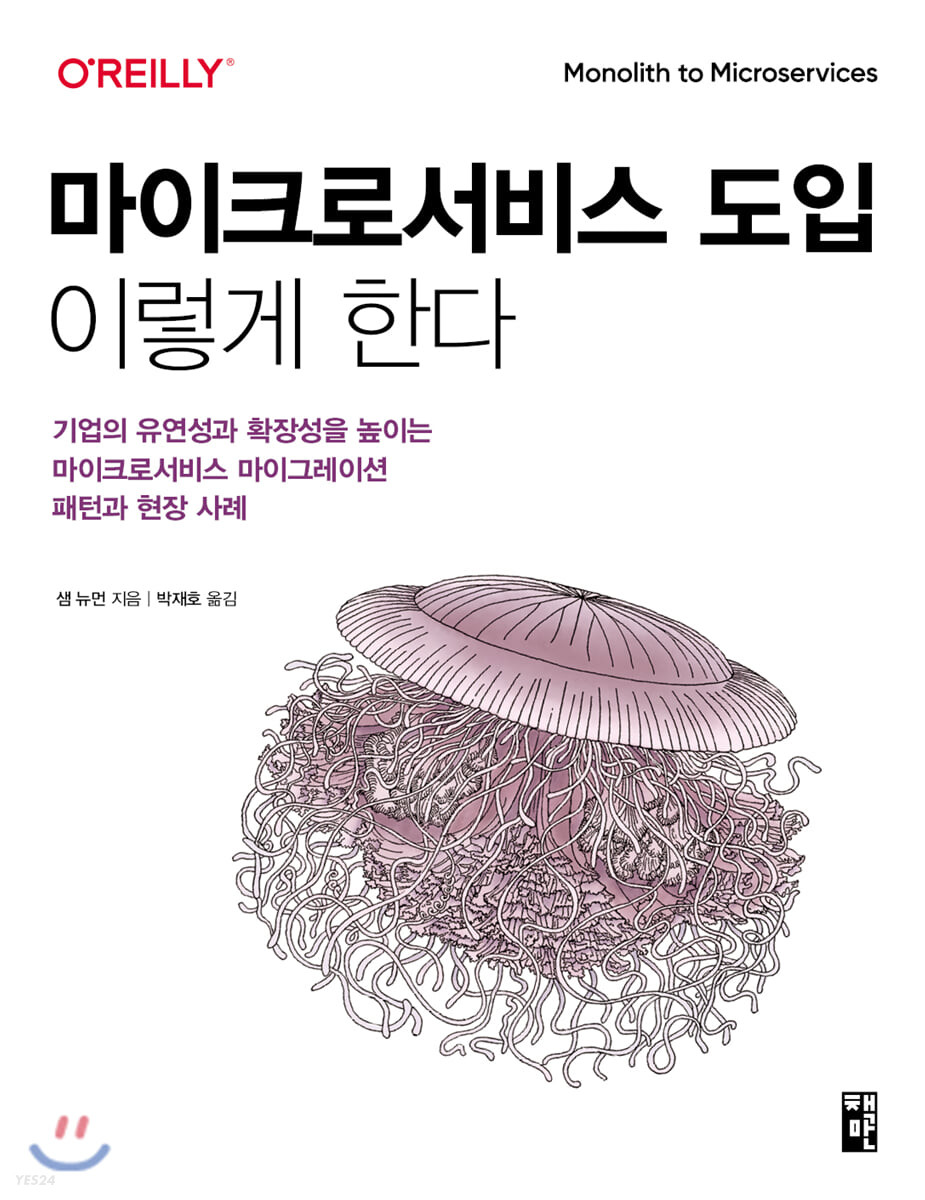 O'REILLY®
Monolith to Microservices
마이크로서비스 도입
이렇게 한다
기업의 유연성과 확장성을 높이는
마이크로서비스 마이그레이션
패턴과 현장 사례
샘 뉴먼 지음 | 박재호 옮김
책만
YES24